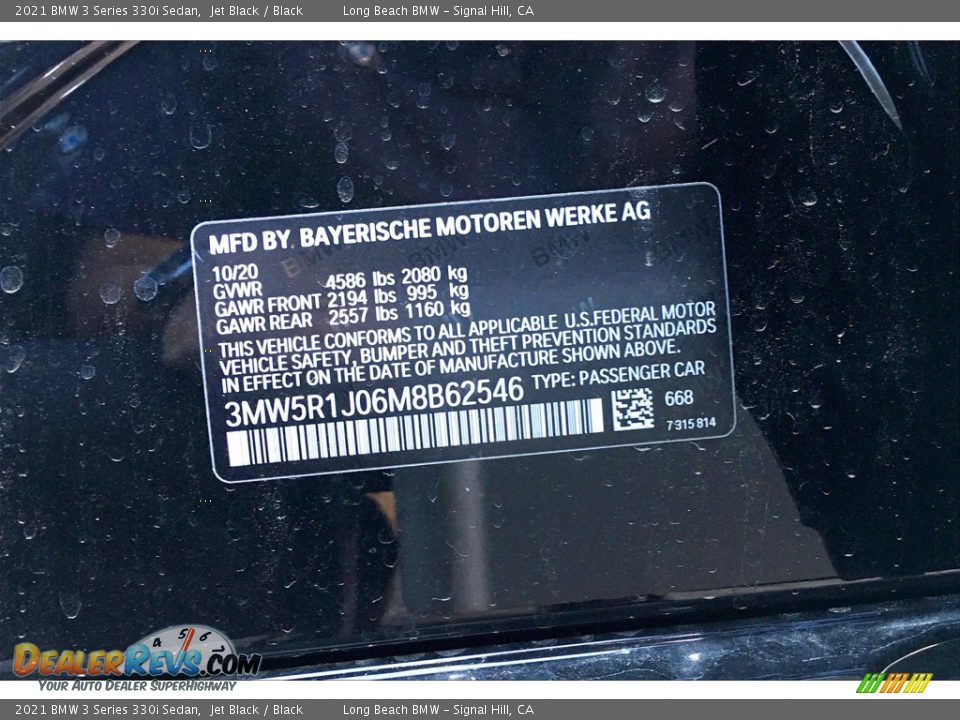 2021 BMW 3 Series 330i Sedan, Jet Black / Black Long Beach BMW - Signal Hill, CA
MFD BY. BAYERISCHE MOTOREN WERKE AG
10/20
GVWR 4586 lbs 2080 kg
GAWR FRONT 2194 lbs 995 kg
GAWR REAR 2557 lbs 1160 kg
THIS VEHICLE CONFORMS TO ALL APPLICABLE U.S.FEDERAL MOTOR
VEHICLE SAFETY, BUMPER AND THEFT PREVENTION STANDARDS
IN EFFECT ON THE DATE OF MANUFACTURE SHOWN ABOVE.
3MW5R1J06M8B62546 TYPE: PASSENGER CAR
668
7315814
4 5 6
DEALERREVS.COM
YOUR AUTO DEALER SUPERHIGHWAY
2021 BMW 3 Series 330i Sedan, Jet Black / Black Long Beach BMW - Signal Hill, CA